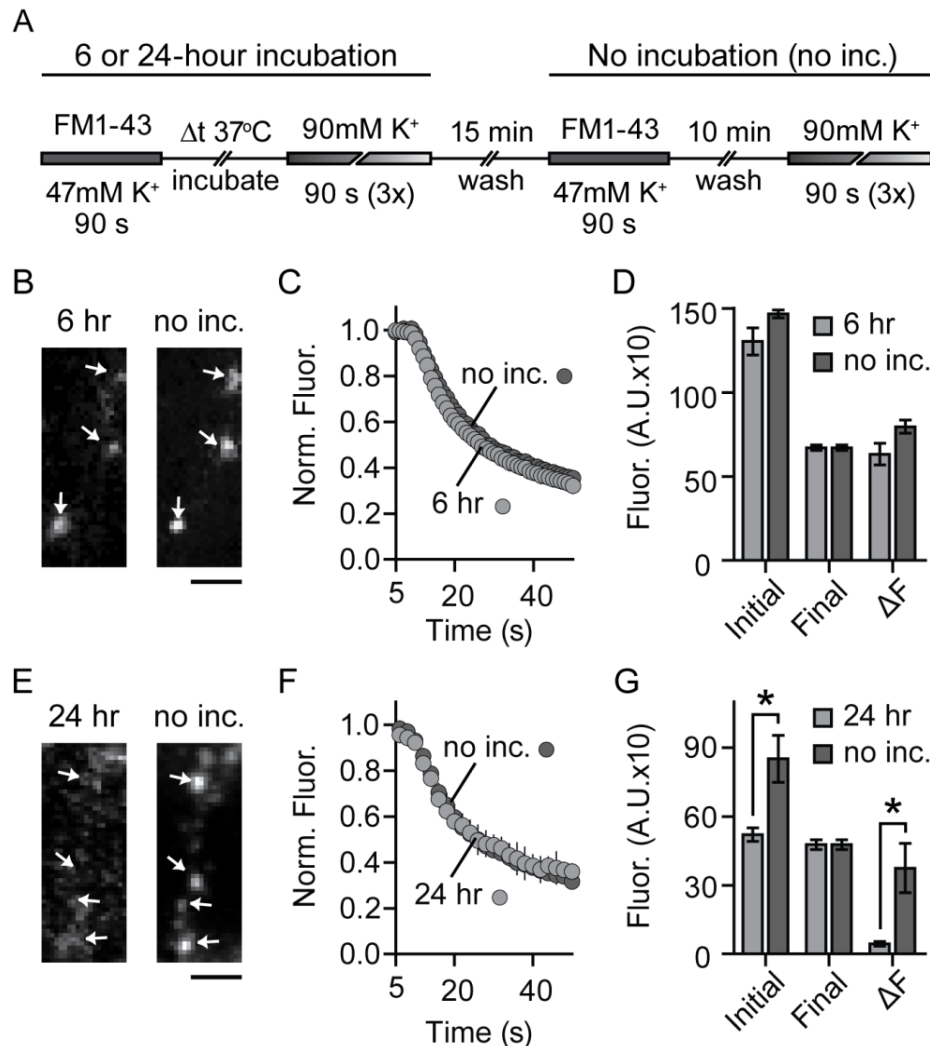 A
6 or 24-hour incubation
No incubation (no inc.)
FM1-43
Δt 37°C
90mM K⁺
15 min
FM1-43
10 min
90mM K⁺
incubate
wash
wash
47mM K⁺
90 s
90 s (3x)
47mM K⁺
90 s
90 s (3x)
B
6 hr
no inc.
C
Norm. Fluor.
1.0
0.8
0.6
0.4
0.2
0.0
no inc.
6 hr
5
20
40
Time (s)
D
Fluor. (A.U.x10)
150
100
50
0
6 hr
no inc.
Initial
Final
ΔF
E
24 hr
no inc.
F
Norm. Fluor.
1.0
0.8
0.6
0.4
0.2
0.0
no inc.
24 hr
5
20
40
Time (s)
G
Fluor. (A.U.x10)
90
60
30
0
*
*
24 hr
no inc.
Initial
Final
ΔF